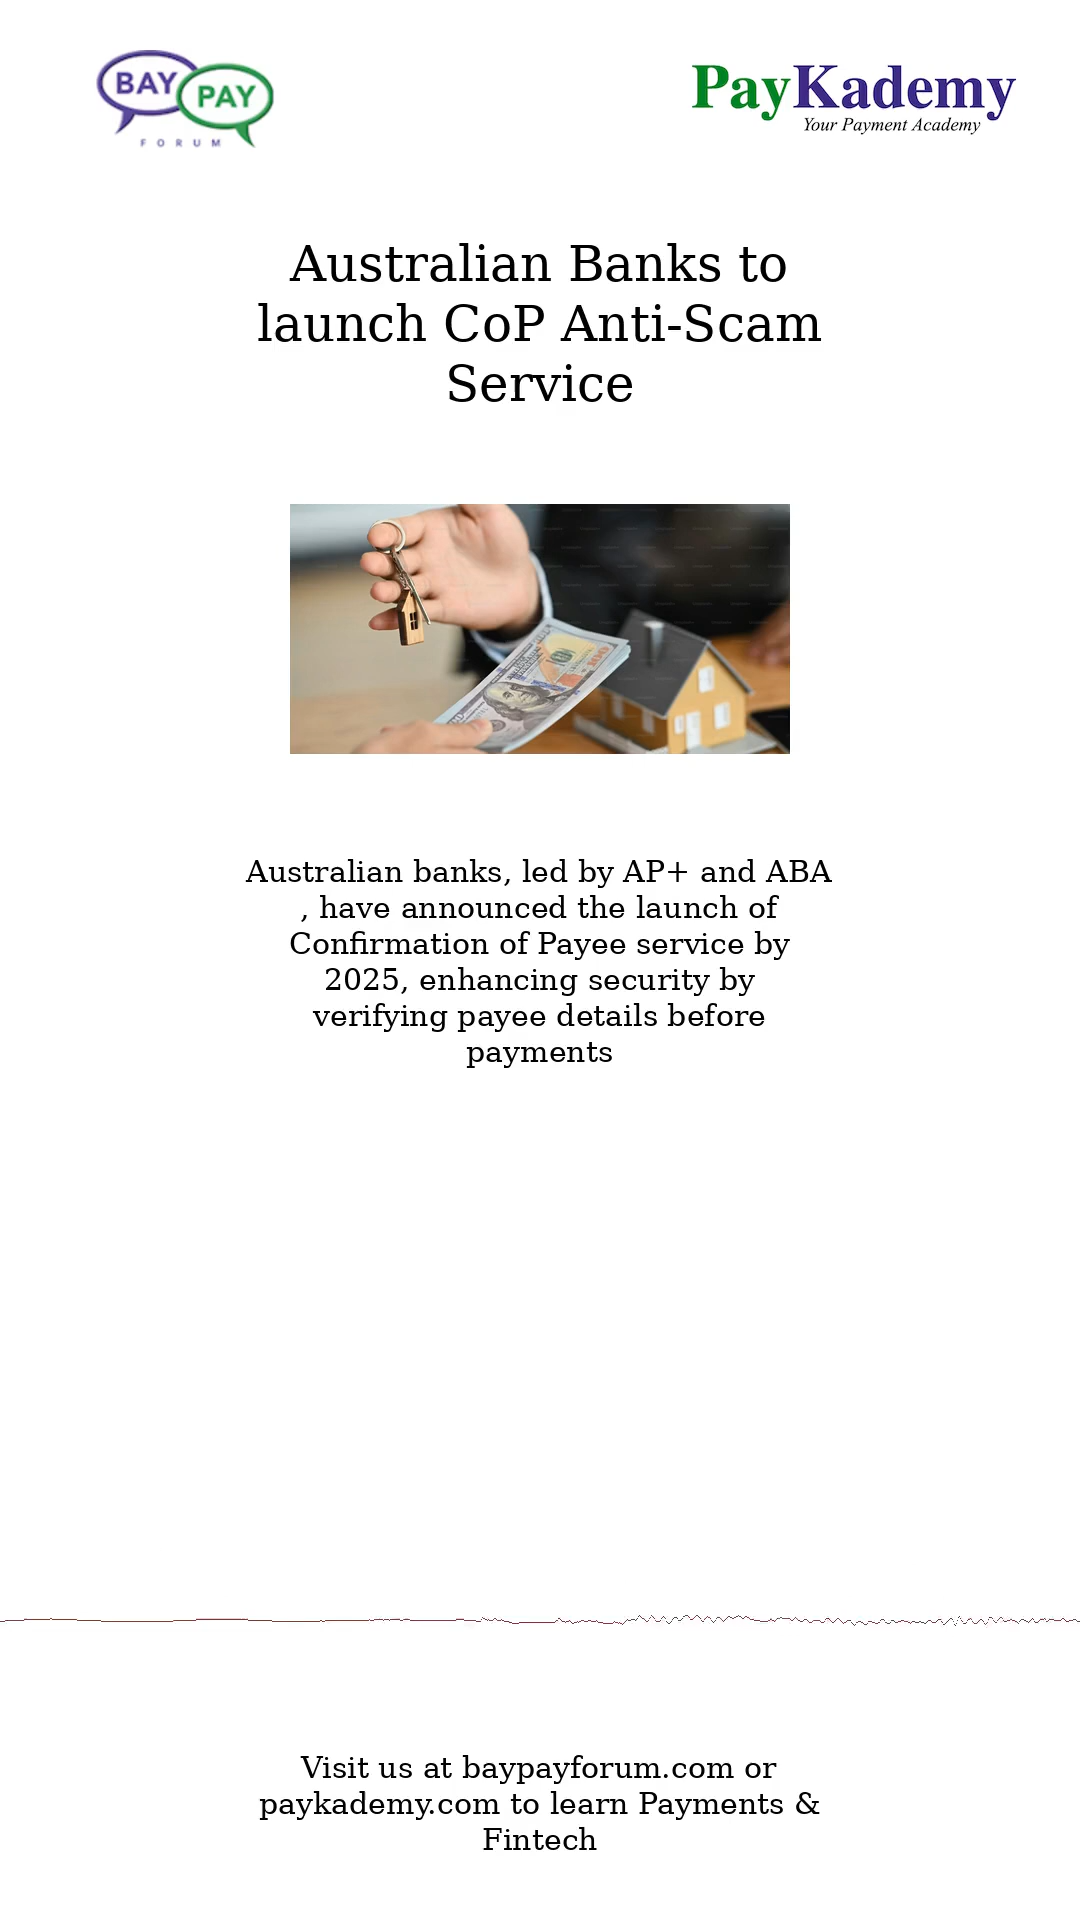 BAY PAY
FORUM
PayKademy
Your Payment Academy
Australian Banks to
launch CoP Anti-Scam
Service
100
Australian banks, led by AP+ and ABA
, have announced the launch of
Confirmation of Payee service by
2025, enhancing security by
verifying payee details before
payments
Visit us at baypayforum.com or
paykademy.com to learn Payments &
Fintech